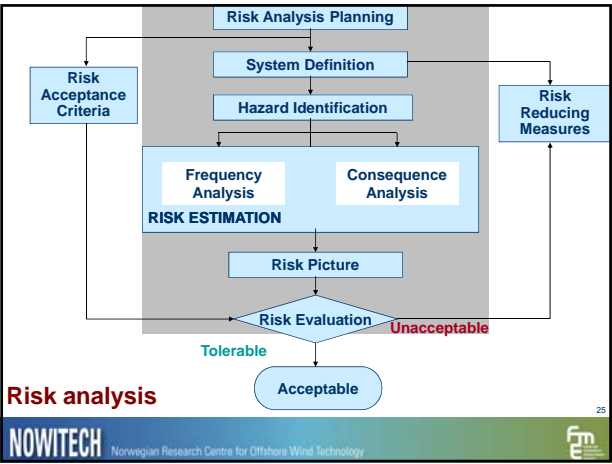 Risk Analysis Planning
System Definition
Risk
Acceptance
Criteria
Hazard Identification
Risk
Reducing
Measures
Frequency
Analysis
Consequence
Analysis
RISK ESTIMATION
Risk Picture
Risk Evaluation
Unacceptable
Tolerable
Acceptable
Risk analysis
25
NOWITECH Norwegian Research Centre for Offshore Wind Technology